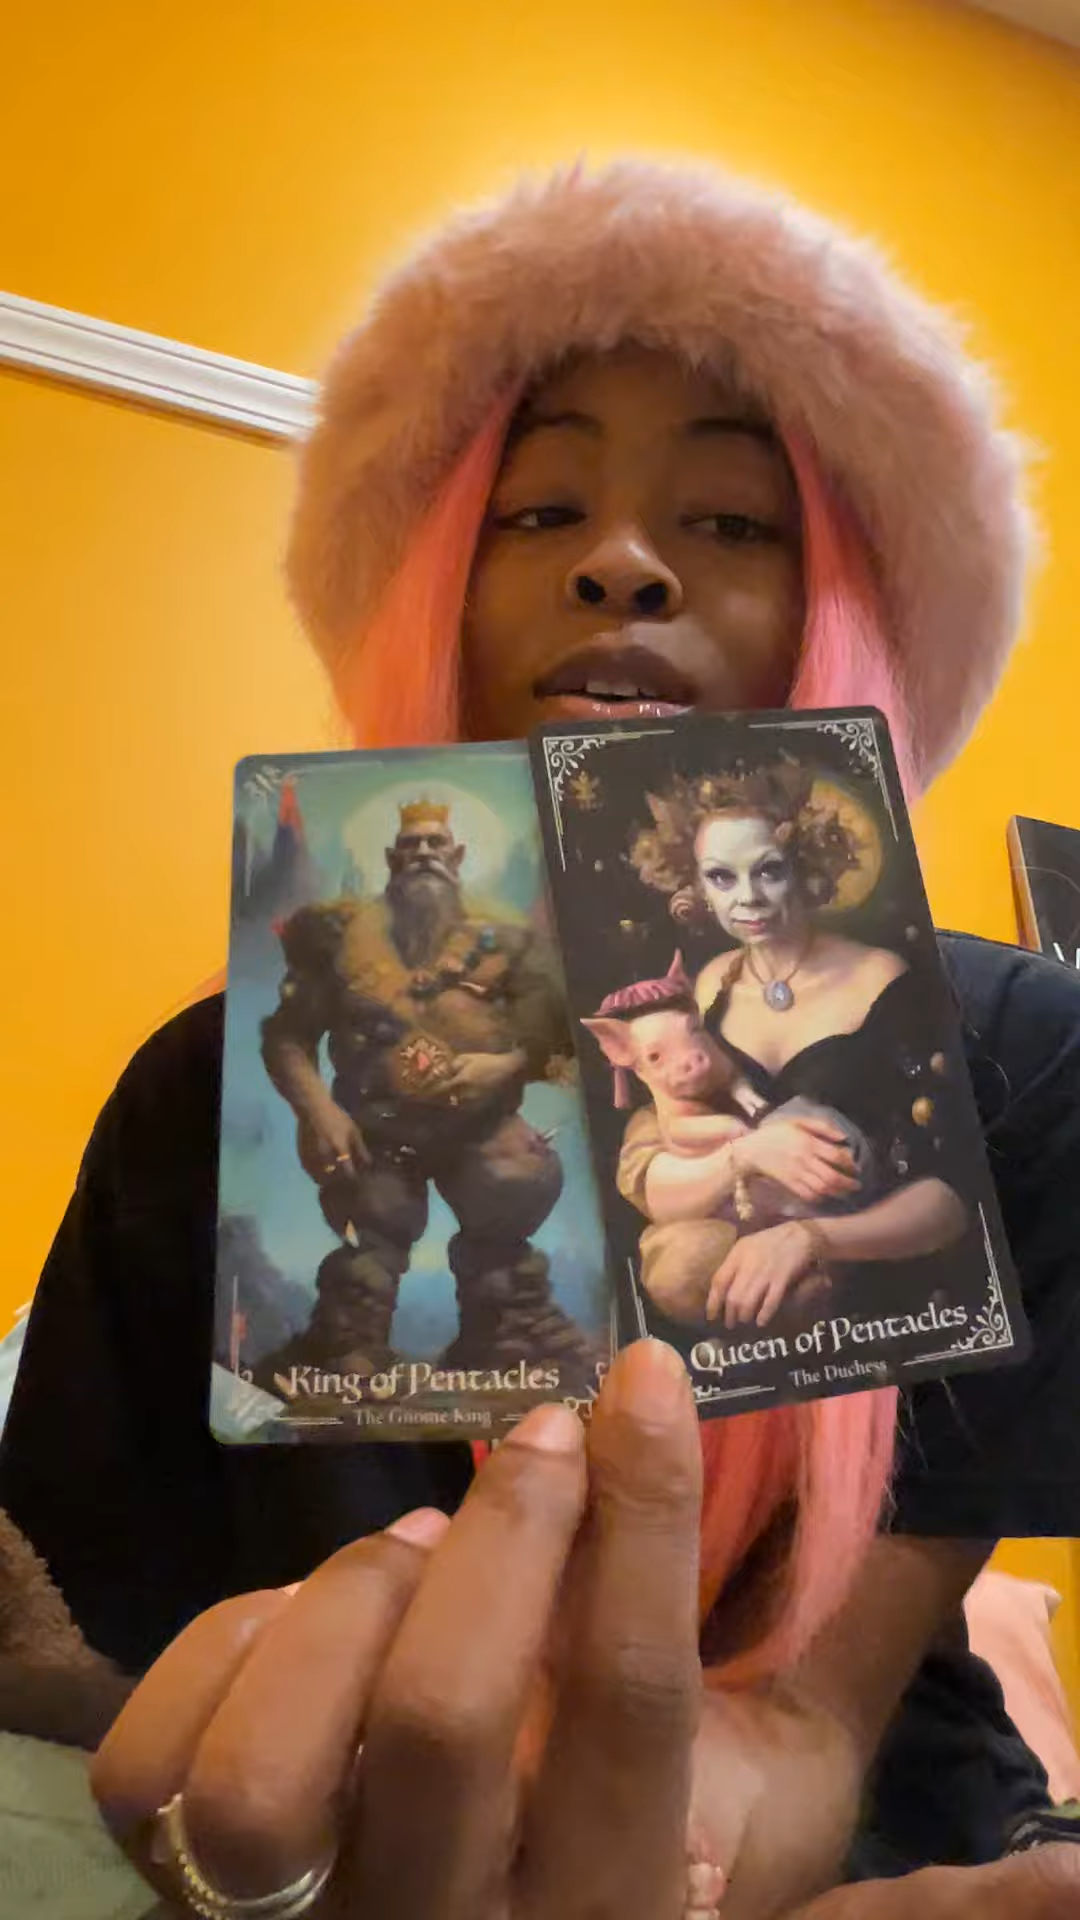 King of Pentacles
The Gnome King
Queen of Pentacles
The Duchess